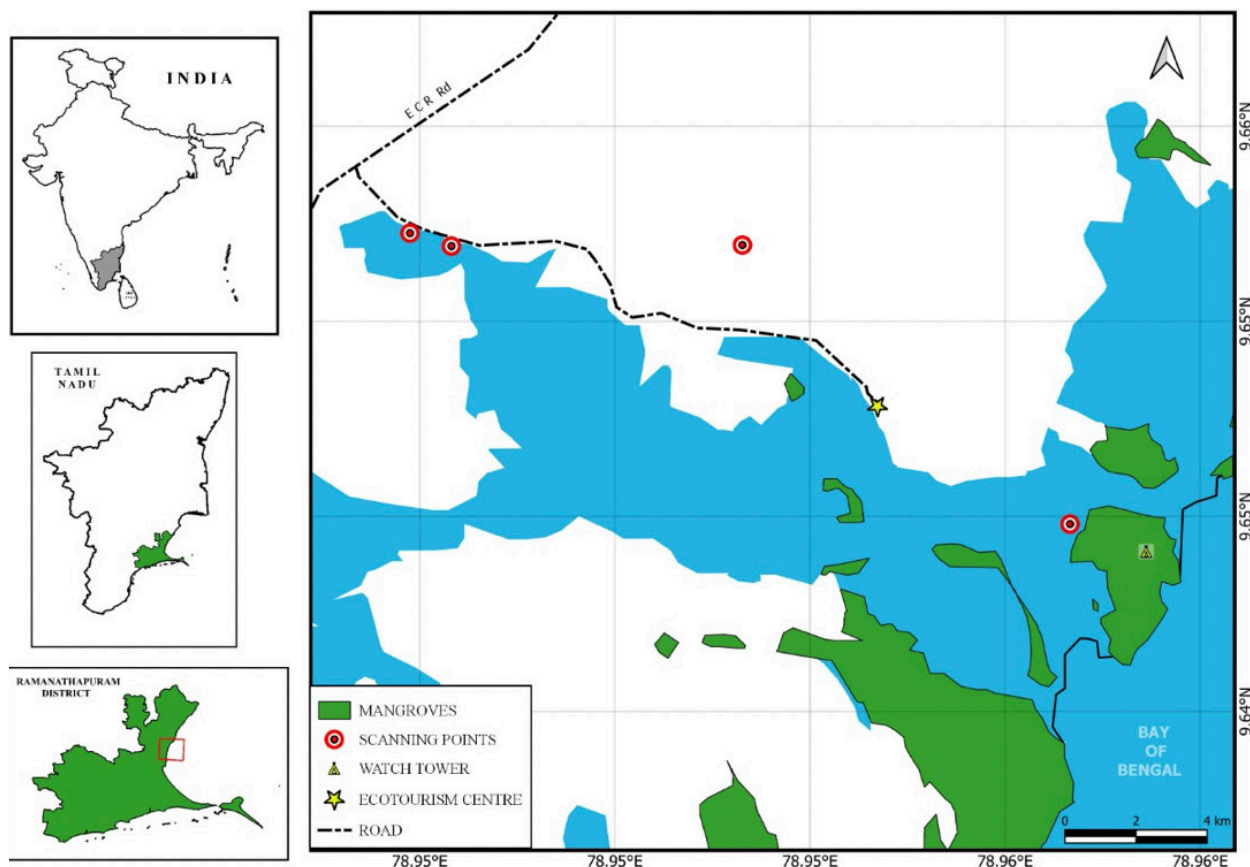 INDIA
TAMIL
NADU
RAMANATHAPURAM
DISTRICT
E C R Rd
9.66°N
9.65°N
9.65°N
9.64°N
MANGROVES
SCANNING POINTS
WATCH TOWER
ECOTOURISM CENTRE
ROAD
BAY
OF
BENGAL
0 2 4 km
78.95°E 78.95°E 78.95°E 78.96°E 78.96°E